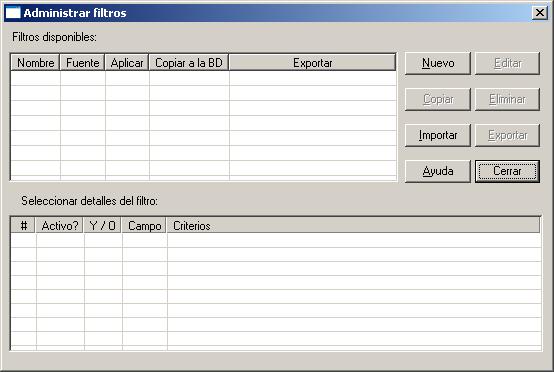 Administrar filtros
Filtros disponibles:
Nombre Fuente Aplicar Copiar a la BD Exportar
Nuevo Editar
Copiar Eliminar
Importar Exportar
Ayuda Cerrar
Seleccionar detalles del filtro:
# Activo? Y / O Campo Criterios